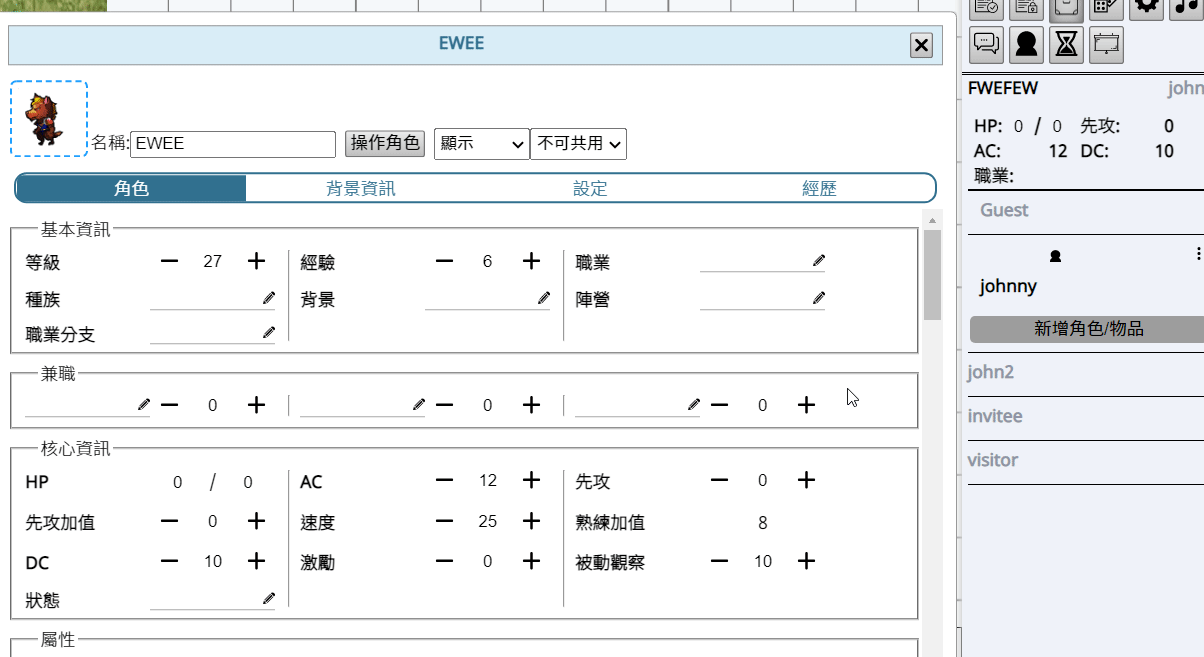 EWEE
名稱: EWEE 操作角色 顯示 不可共用
角色 背景資訊 設定 經歷
基本資訊
等級 27 經驗 6 職業
種族 背景 陣營
職業分支
兼職
0 0 0
核心資訊
HP 0 / 0 AC 12 先攻 0
先攻加值 0 速度 25 熟練加值 8
DC 10 激勵 0 被動觀察 10
狀態
屬性
FWEFEW john
HP: 0 / 0 先攻: 0
AC: 12 DC: 10
職業:
Guest
johnny
新增角色/物品
john2
invitee
visitor